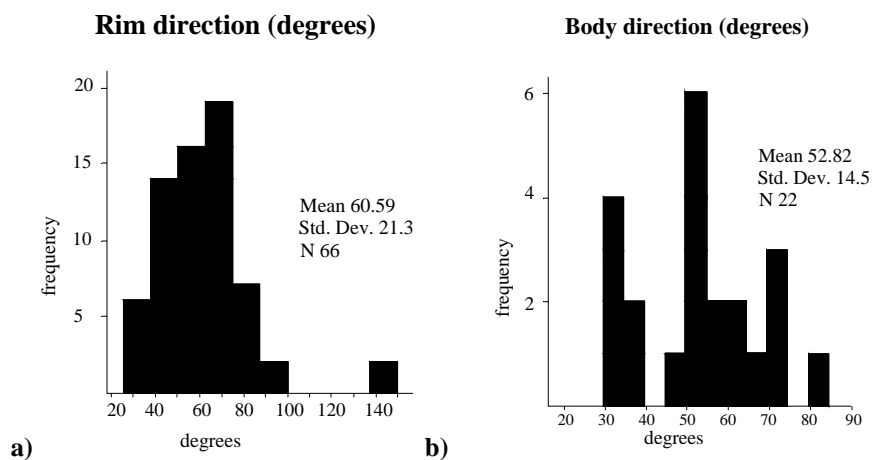 Rim direction (degrees)
20
15
10
5
frequency
Mean 60.59
Std. Dev. 21.3
N 66
20 40 60 80 100 120 140
degrees
a)
Body direction (degrees)
6
4
2
frequency
Mean 52.82
Std. Dev. 14.5
N 22
20 30 40 50 60 70 80 90
degrees
b)